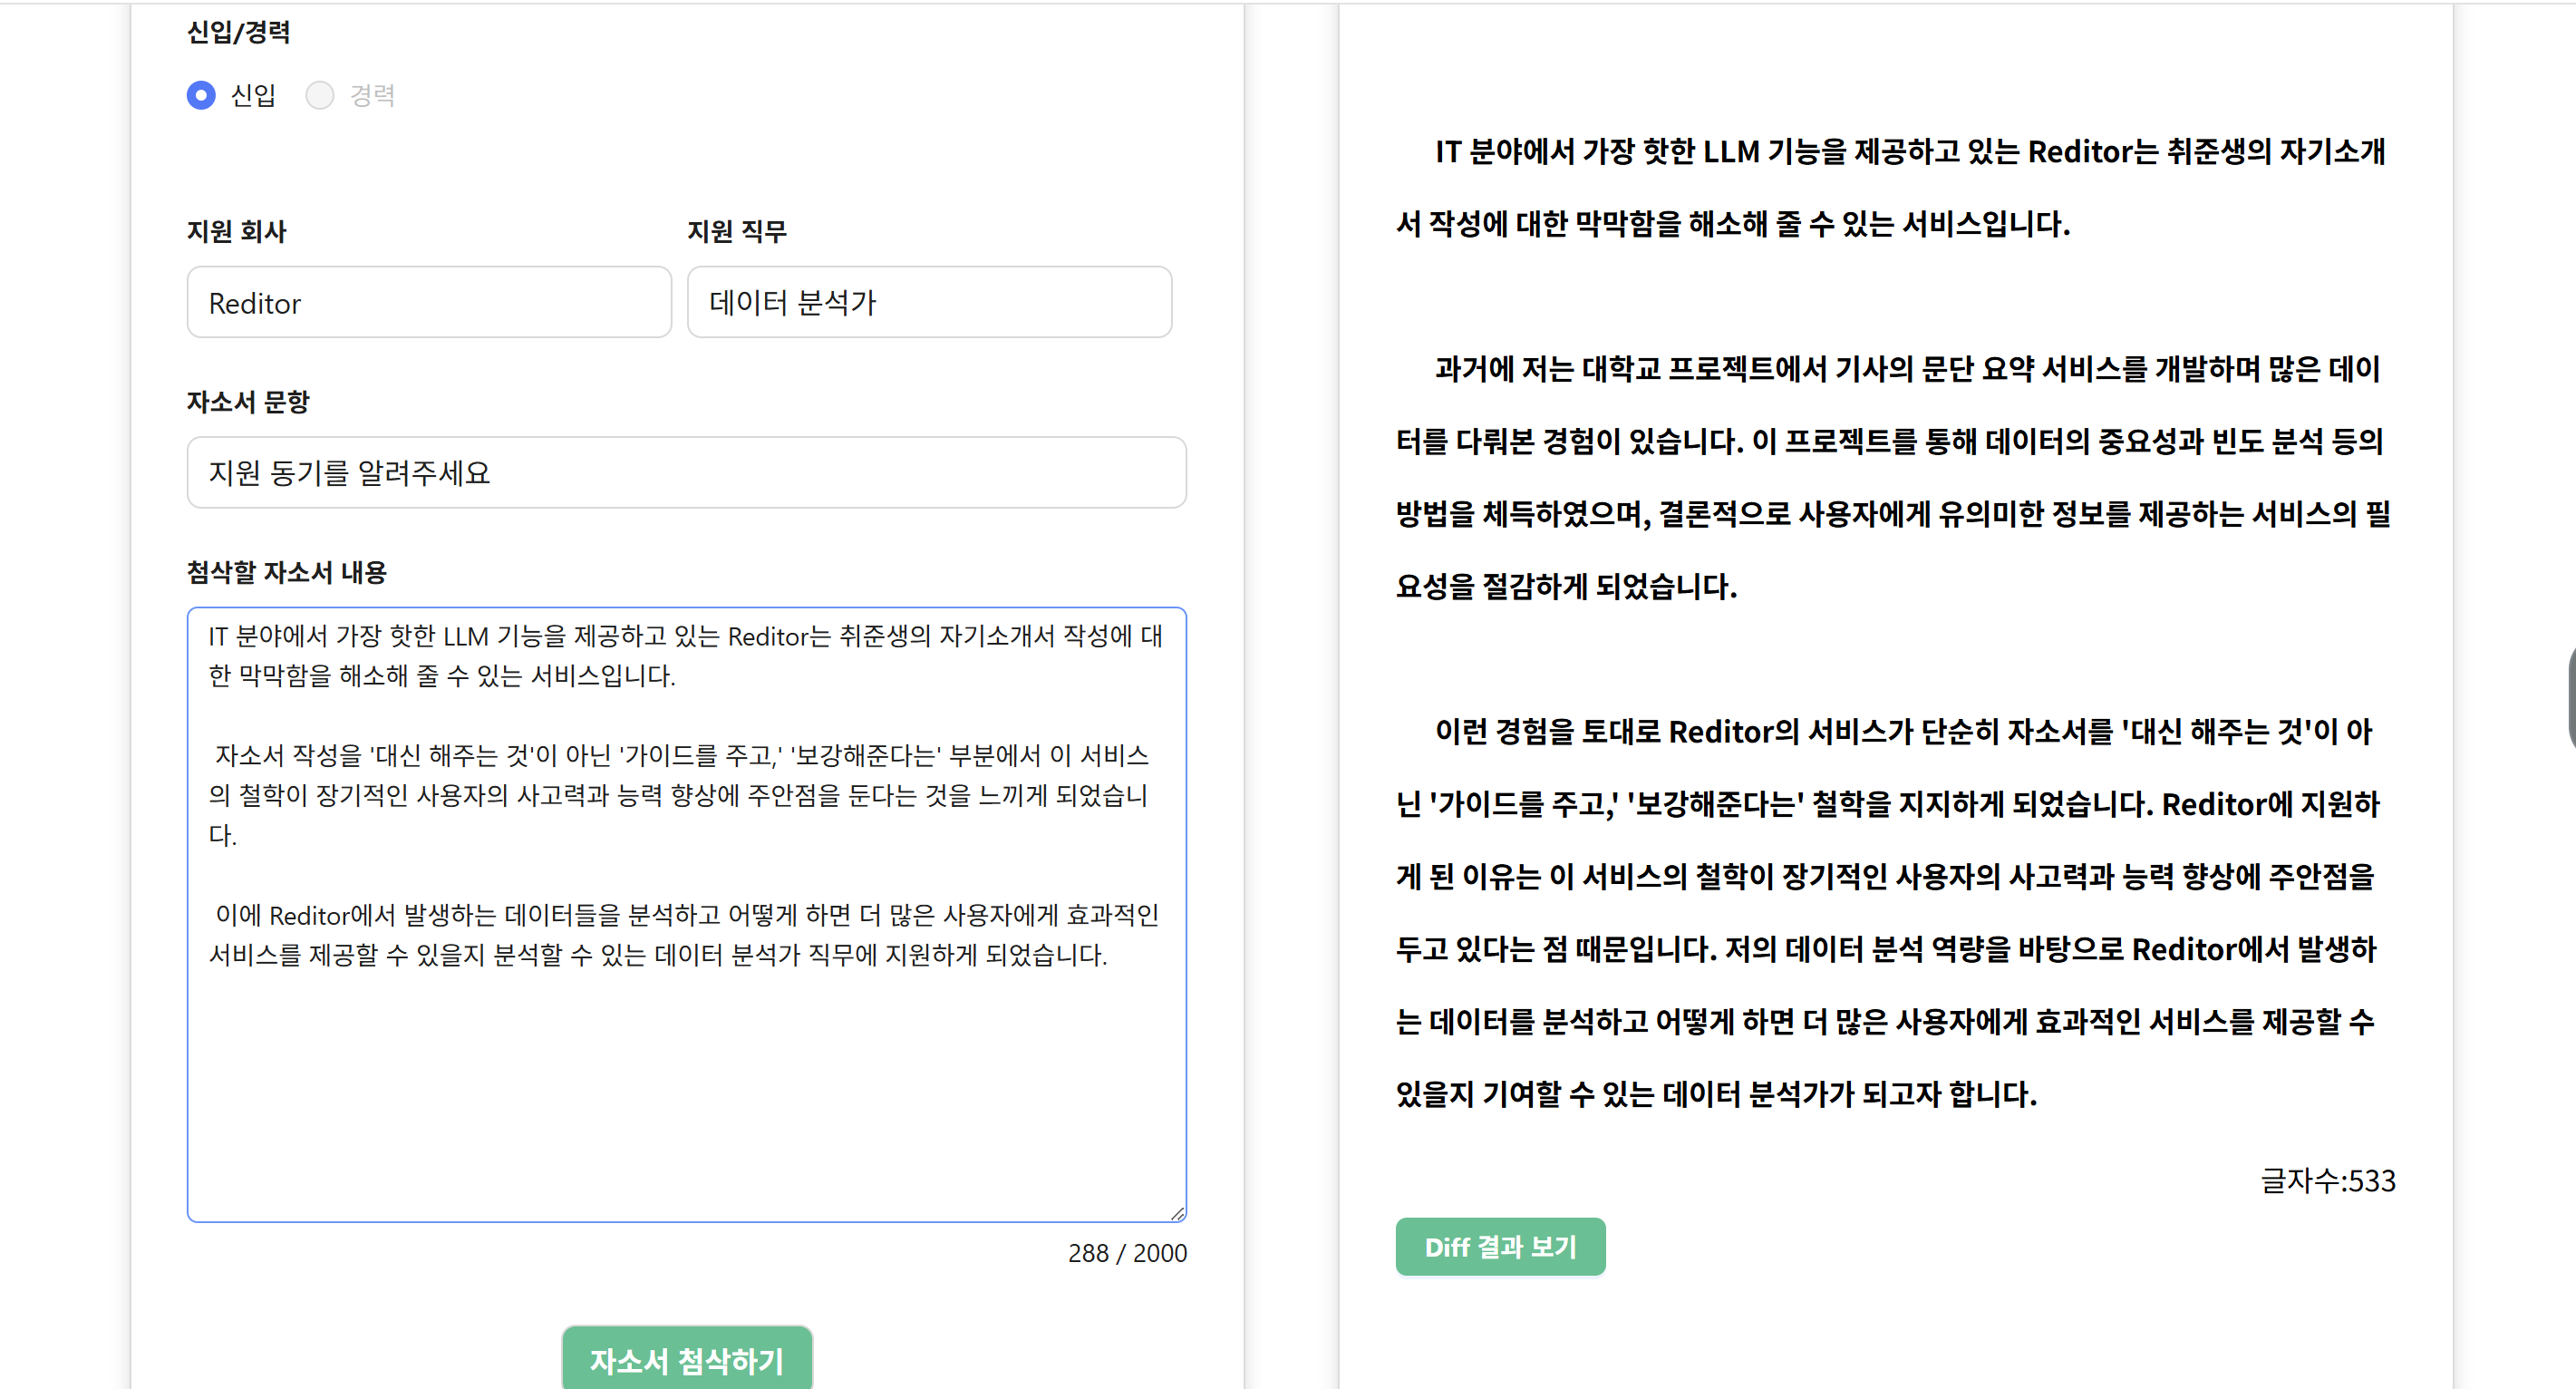 신입/경력
신입 경력
지원 회사 지원 직무
Reditor 데이터 분석가
자소서 문항
지원 동기를 알려주세요
첨삭할 자소서 내용
IT 분야에서 가장 핫한 LLM 기능을 제공하고 있는 Reditor는 취준생의 자기소개서 작성에 대
한 막막함을 해소해 줄 수 있는 서비스입니다.
자소서 작성을 '대신 해주는 것'이 아닌 '가이드를 주고,' '보강해준다는' 부분에서 이 서비스
의 철학이 장기적인 사용자의 사고력과 능력 향상에 주안점을 둔다는 것을 느끼게 되었습니
다.
이에 Reditor에서 발생하는 데이터들을 분석하고 어떻게 하면 더 많은 사용자에게 효과적인
서비스를 제공할 수 있을지 분석할 수 있는 데이터 분석가 직무에 지원하게 되었습니다.
288 / 2000
자소서 첨삭하기
IT 분야에서 가장 핫한 LLM 기능을 제공하고 있는 Reditor는 취준생의 자기소개
서 작성에 대한 막막함을 해소해 줄 수 있는 서비스입니다.
과거에 저는 대학교 프로젝트에서 기사의 문단 요약 서비스를 개발하며 많은 데이
터를 다뤄본 경험이 있습니다. 이 프로젝트를 통해 데이터의 중요성과 빈도 분석 등의
방법을 체득하였으며, 결론적으로 사용자에게 유의미한 정보를 제공하는 서비스의 필
요성을 절감하게 되었습니다.
이런 경험을 토대로 Reditor의 서비스가 단순히 자소서를 '대신 해주는 것'이 아
닌 '가이드를 주고,' '보강해준다는' 철학을 지지하게 되었습니다. Reditor에 지원하
게 된 이유는 이 서비스의 철학이 장기적인 사용자의 사고력과 능력 향상에 주안점을
두고 있다는 점 때문입니다. 저의 데이터 분석 역량을 바탕으로 Reditor에서 발생하
는 데이터를 분석하고 어떻게 하면 더 많은 사용자에게 효과적인 서비스를 제공할 수
있을지 기여할 수 있는 데이터 분석가가 되고자 합니다.
글자수:533
Diff 결과 보기